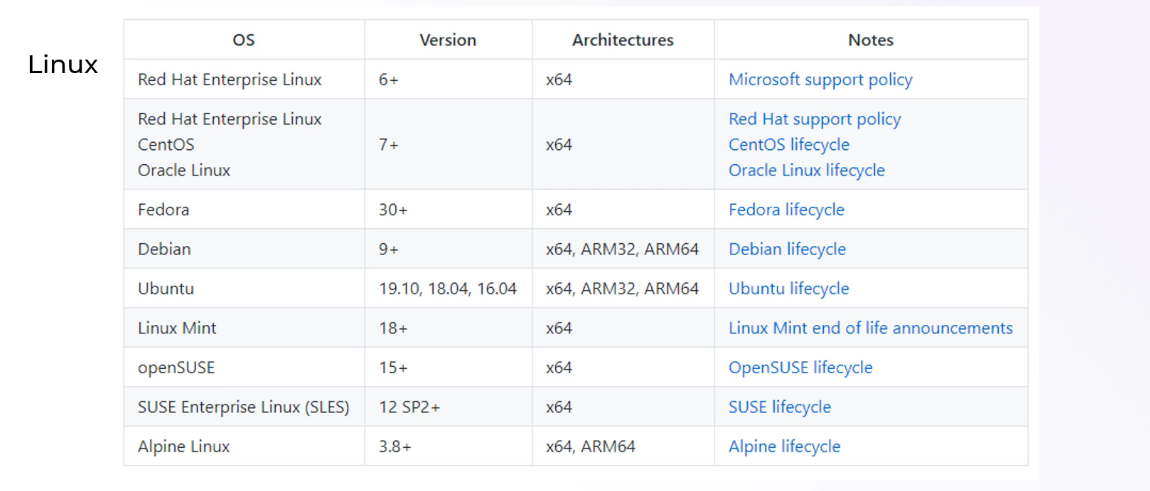 Linux
OS Version Architectures Notes
Red Hat Enterprise Linux 6+ x64 Microsoft support policy
Red Hat Enterprise Linux Red Hat support policy
CentOS 7+ x64 CentOS lifecycle
Oracle Linux Oracle Linux lifecycle
Fedora 30+ x64 Fedora lifecycle
Debian 9+ x64, ARM32, ARM64 Debian lifecycle
Ubuntu 19.10, 18.04, 16.04 x64, ARM32, ARM64 Ubuntu lifecycle
Linux Mint 18+ x64 Linux Mint end of life announcements
openSUSE 15+ x64 OpenSUSE lifecycle
SUSE Enterprise Linux (SLES) 12 SP2+ x64 SUSE lifecycle
Alpine Linux 3.8+ x64, ARM64 Alpine lifecycle